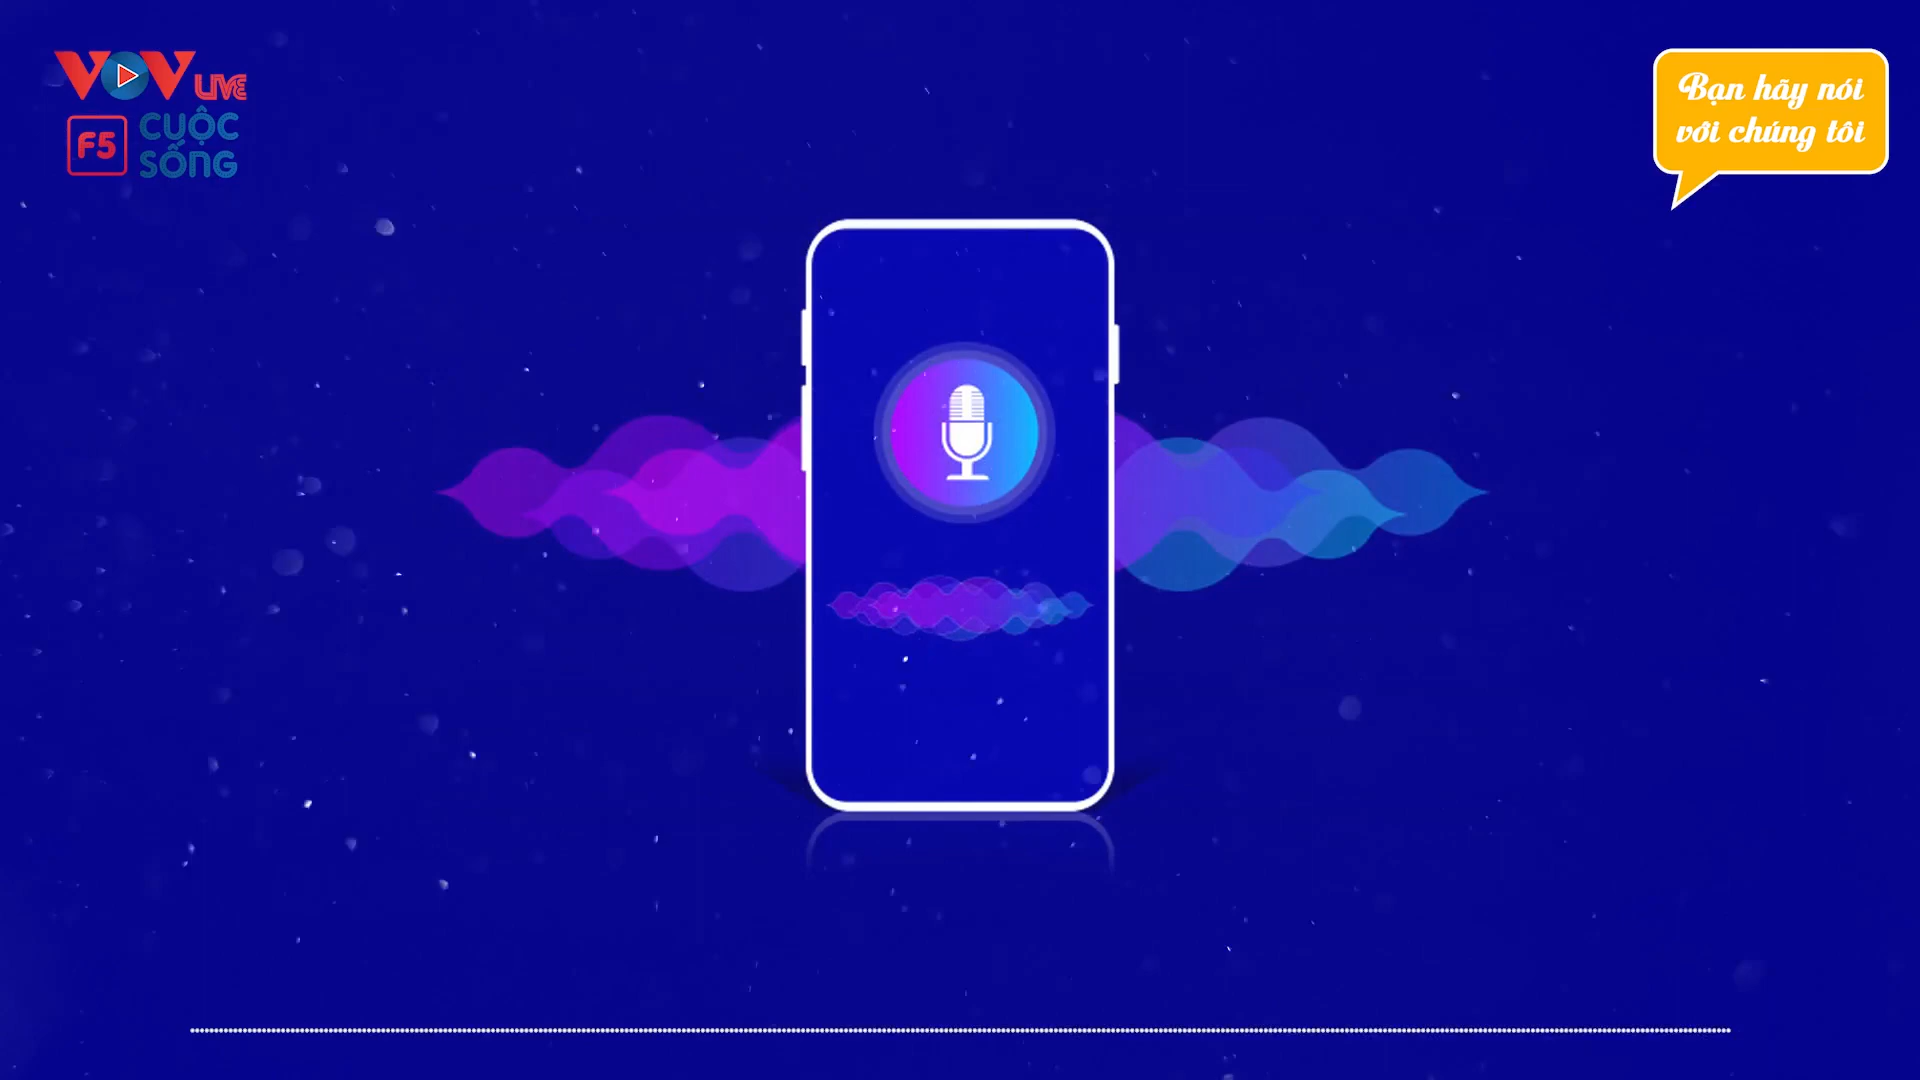 VOV LIVE
F5 CUỘC
SỐNG
Bạn hãy nói
với chúng tôi